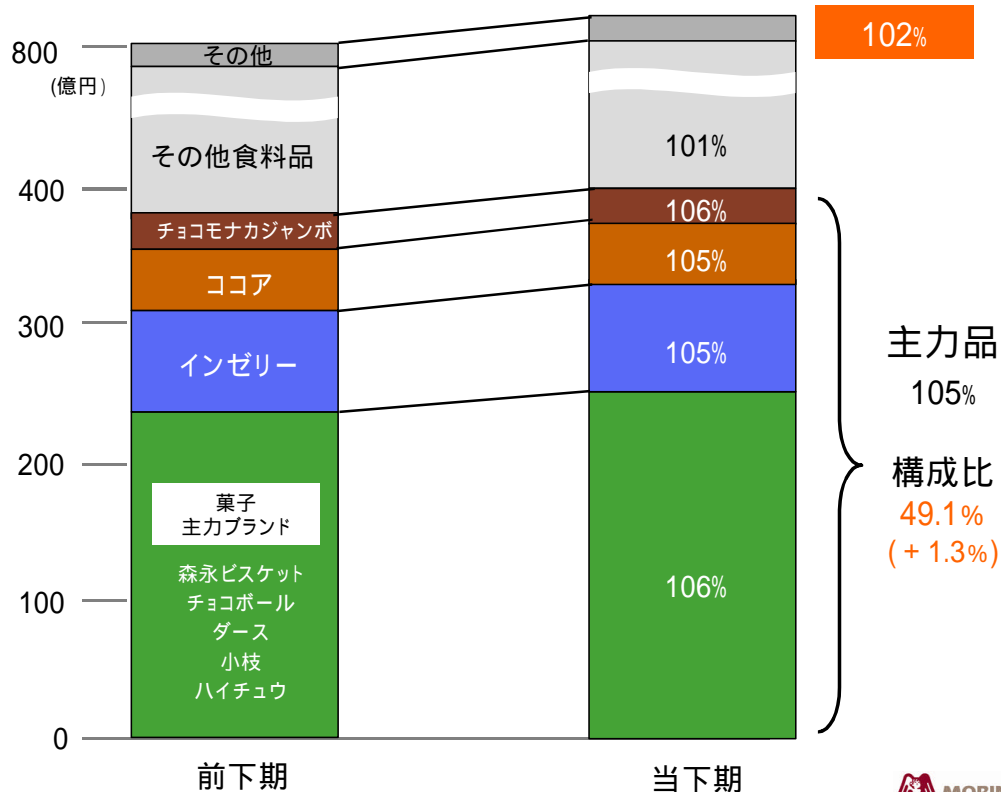 800
(億円)
400
300
200
100
0
その他
その他食料品
チョコモナカジャンボ
ココア
インゼリー
菓子
主力ブランド
森永ビスケット
チョコボール
ダース
小枝
ハイチュウ
前下期
102%
101%
106%
105%
105%
106%
当下期
主力品
105%
構成比
49.1%
(+1.3%)